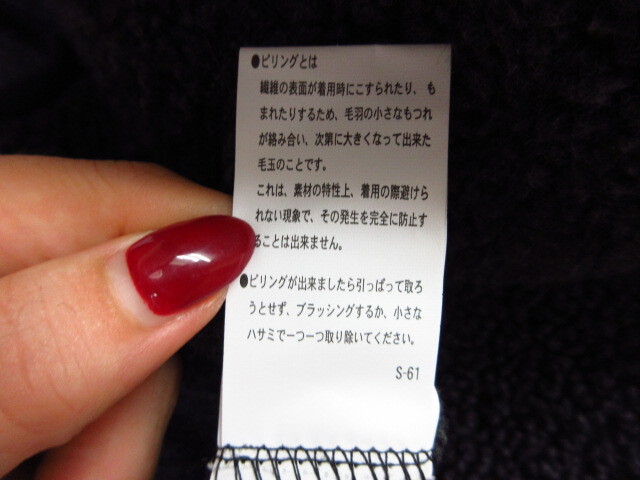 ●ピリングとは
繊維の表面が着用時にこすられたり、も
まれたりするため、毛羽の小さなもつれ
が絡み合い、次第に大きくなって出来た
毛玉のことです。
これは、素材の特性上、着用の際避けら
れない現象で、その発生を完全に防止す
ることは出来ません。
●ピリングが出来ましたら引っぱって取ろ
うとせず、ブラッシングするか、小さな
ハサミで一つ一つ取り除いてください。
S-61